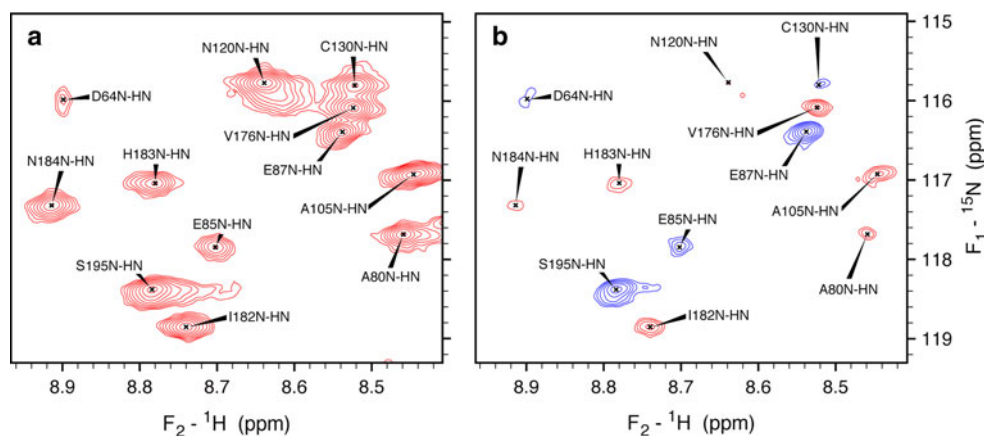 a
N120N-HN
C130N-HN
D64N-HN
V176N-HN
E87N-HN
N184N-HN
H183N-HN
A105N-HN
E85N-HN
A80N-HN
S195N-HN
I182N-HN
8.9
8.8
8.7
8.6
8.5
F2 - 1H (ppm)
b
C130N-HN
N120N-HN
D64N-HN
V176N-HN
E87N-HN
N184N-HN
H183N-HN
A105N-HN
E85N-HN
S195N-HN
A80N-HN
I182N-HN
8.9
8.8
8.7
8.6
8.5
F2 - 1H (ppm)
115
116
117
118
119
F1 - 15N (ppm)